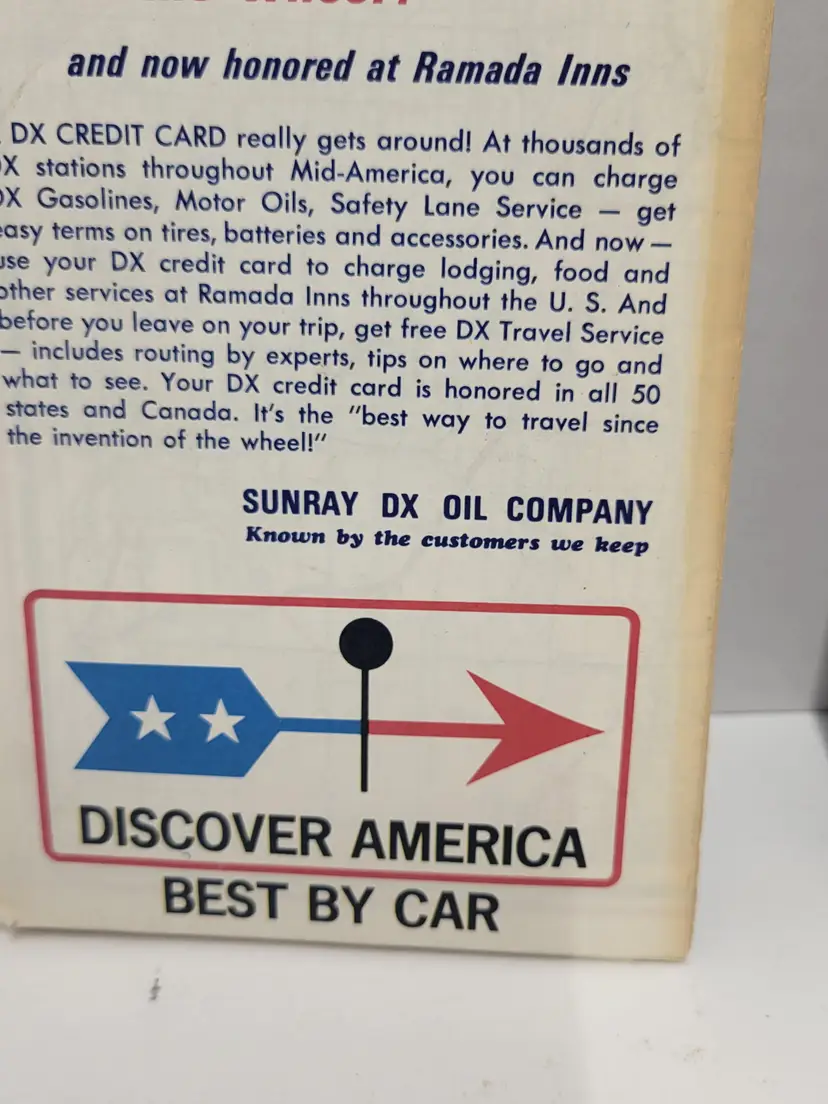 and now honored at Ramada Inns
DX CREDIT CARD really gets around! At thousands of
DX stations throughout Mid-America, you can charge
DX Gasolines, Motor Oils, Safety Lane Service — get
easy terms on tires, batteries and accessories. And now —
use your DX credit card to charge lodging, food and
other services at Ramada Inns throughout the U. S. And
before you leave on your trip, get free DX Travel Service
— includes routing by experts, tips on where to go and
what to see. Your DX credit card is honored in all 50
states and Canada. It's the "best way to travel since
the invention of the wheel!"
SUNRAY DX OIL COMPANY
Known by the customers we keep
DISCOVER AMERICA
BEST BY CAR